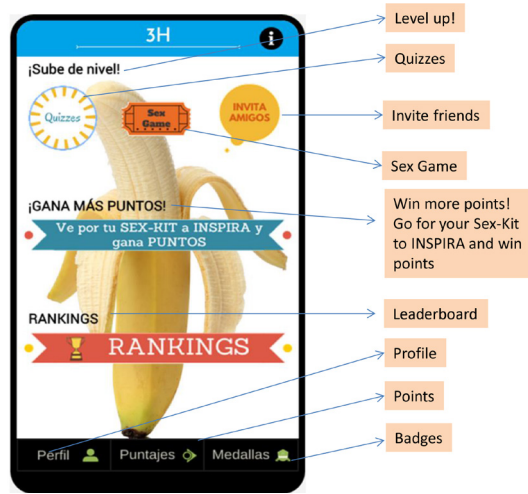 3H
i
Level up!
¡Sube de nivel!
Quizzes
Quizzes
Sex
Game
INVITA
AMIGOS
Invite friends
Sex Game
¡GANA MÁS PUNTOS!
Ve por tu SEX-KIT a INSPIRA y
gana PUNTOS
Win more points!
Go for your Sex-Kit
to INSPIRA and win
points
RANKINGS
Leaderboard
RANKINGS
Profile
Points
Perfil
Puntajes
Medallas
Badges